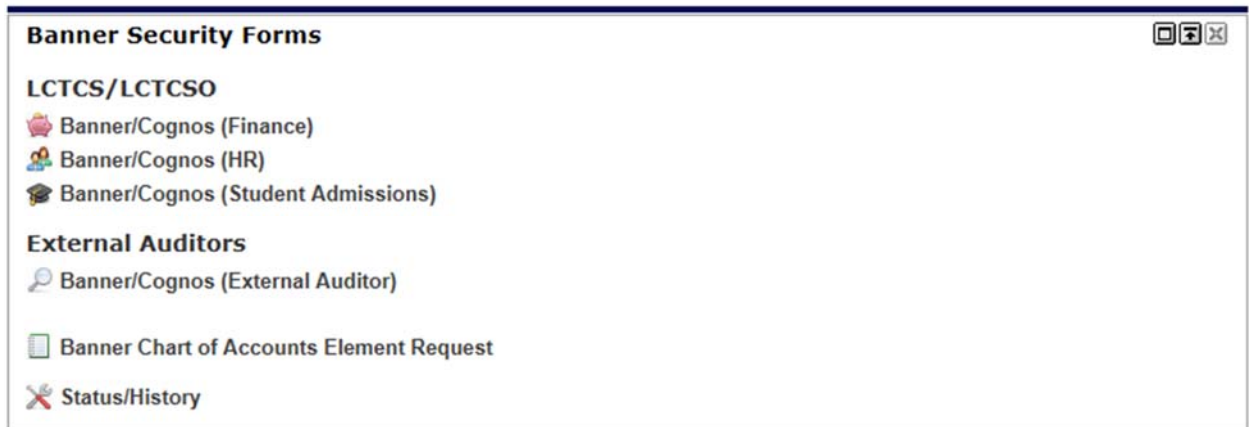 Banner Security Forms
LCTCS/LCTCSO
Banner/Cognos (Finance)
Banner/Cognos (HR)
Banner/Cognos (Student Admissions)
External Auditors
Banner/Cognos (External Auditor)
Banner Chart of Accounts Element Request
Status/History